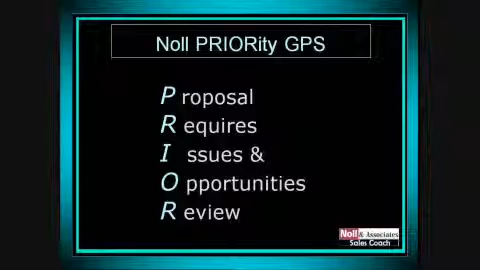 Noll PRIORity GPS
P roposal
R equires
I ssues &
O pportunities
R eview
Noll & Associates
Sales Coach